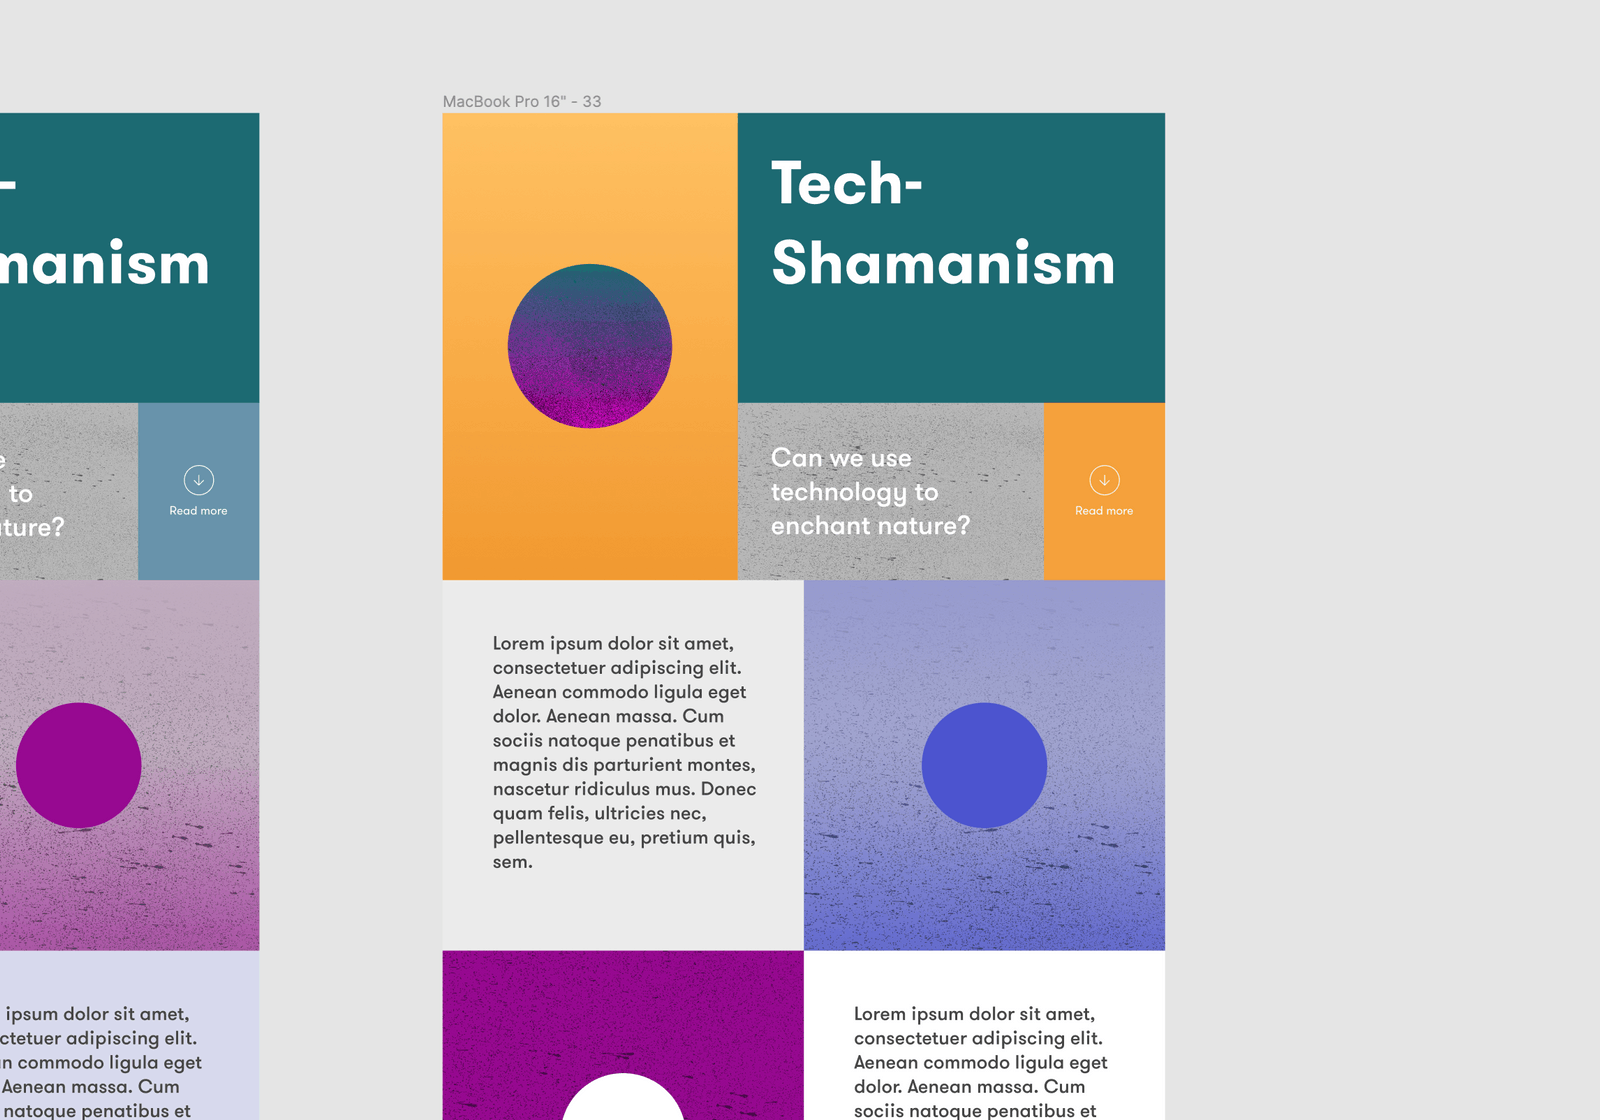 MacBook Pro 16" - 33
-
manism
e
to
ture?
Read more
ipsum dolor sit amet,
ctetuer adipiscing elit.
n commodo ligula eget
Aenean massa. Cum
natoque penatibus et
Tech-
Shamanism
Can we use
technology to
enchant nature?
Read more
Lorem ipsum dolor sit amet,
consectetuer adipiscing elit.
Aenean commodo ligula eget
dolor. Aenean massa. Cum
sociis natoque penatibus et
magnis dis parturient montes,
nascetur ridiculus mus. Donec
quam felis, ultricies nec,
pellentesque eu, pretium quis,
sem.
Lorem ipsum dolor sit amet,
consectetuer adipiscing elit.
Aenean commodo ligula eget
dolor. Aenean massa. Cum
sociis natoque penatibus et